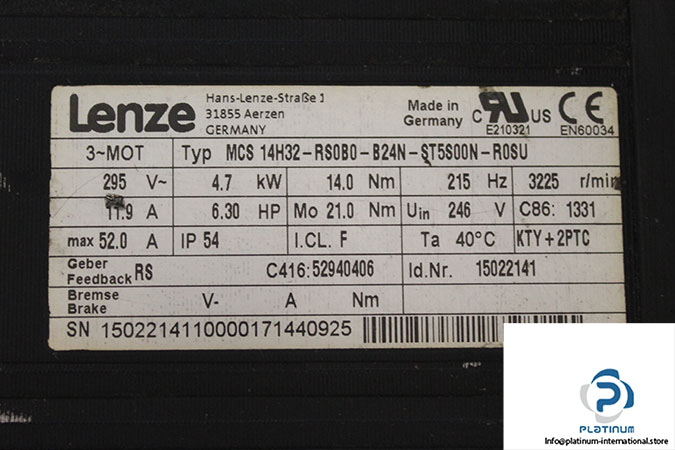 Lenze Hans-Lenze-Straße 1
31855 Aerzen
GERMANY
Made in
Germany
C RU US CE
E210321 EN60034
3~MOT Typ MCS 14H32-RS0B0-B24N-ST5S00N-R0SU
295 V~ 4.7 kW 14.0 Nm 215 Hz 3225 r/min
11.9 A 6.30 HP Mo 21.0 Nm Uin 246 V C86: 1331
max 52.0 A IP 54 I.CL. F Ta 40°C KTY+2PTC
Geber
Feedback RS C416:52940406 Id.Nr. 15022141
Bremse
Brake V- A Nm
SN 1502214110000171440925
P
PLATINUM
Info@platinum-international.store